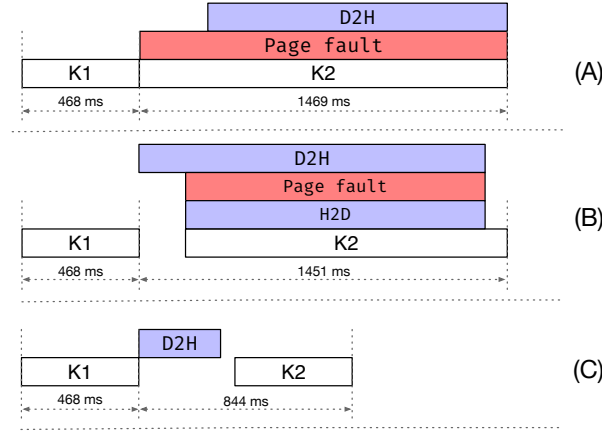 D2H
Page fault
K1 K2 (A)
468 ms 1469 ms
D2H
Page fault
H2D (B)
K1 K2
468 ms 1451 ms
D2H
K1 K2 (C)
468 ms 844 ms